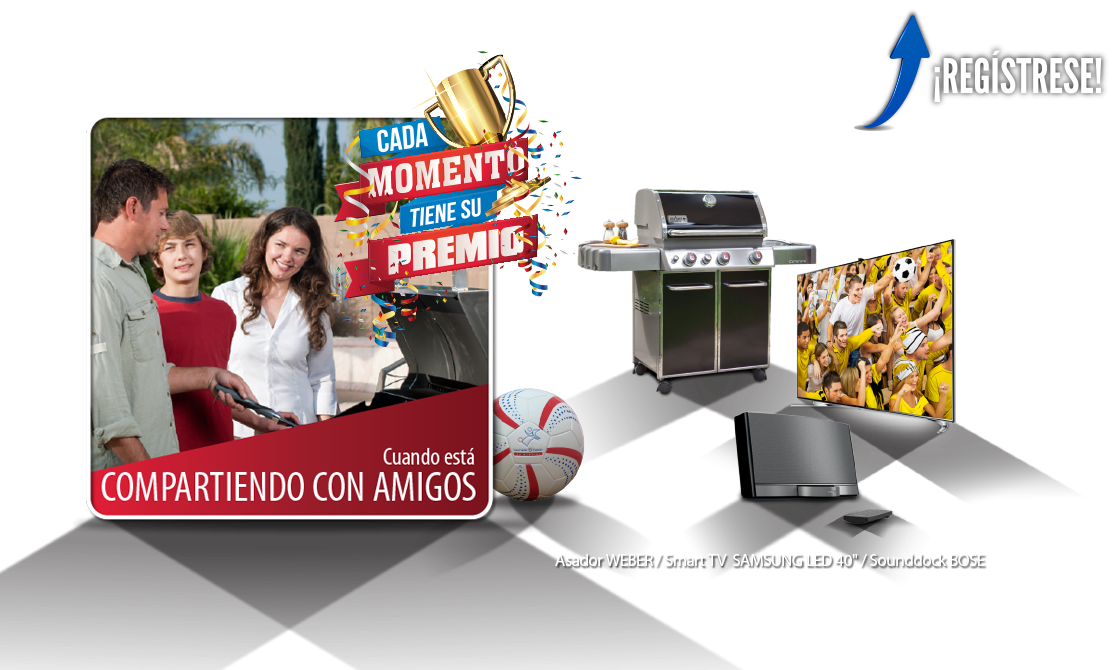 ¡REGÍSTRESE!
CADA
MOMENTO
TIENE SU
PREMIO
Cuando está
COMPARTIENDO CON AMIGOS
Asador WEBER / Smart TV SAMSUNG LED 40" / Sounddock BOSE